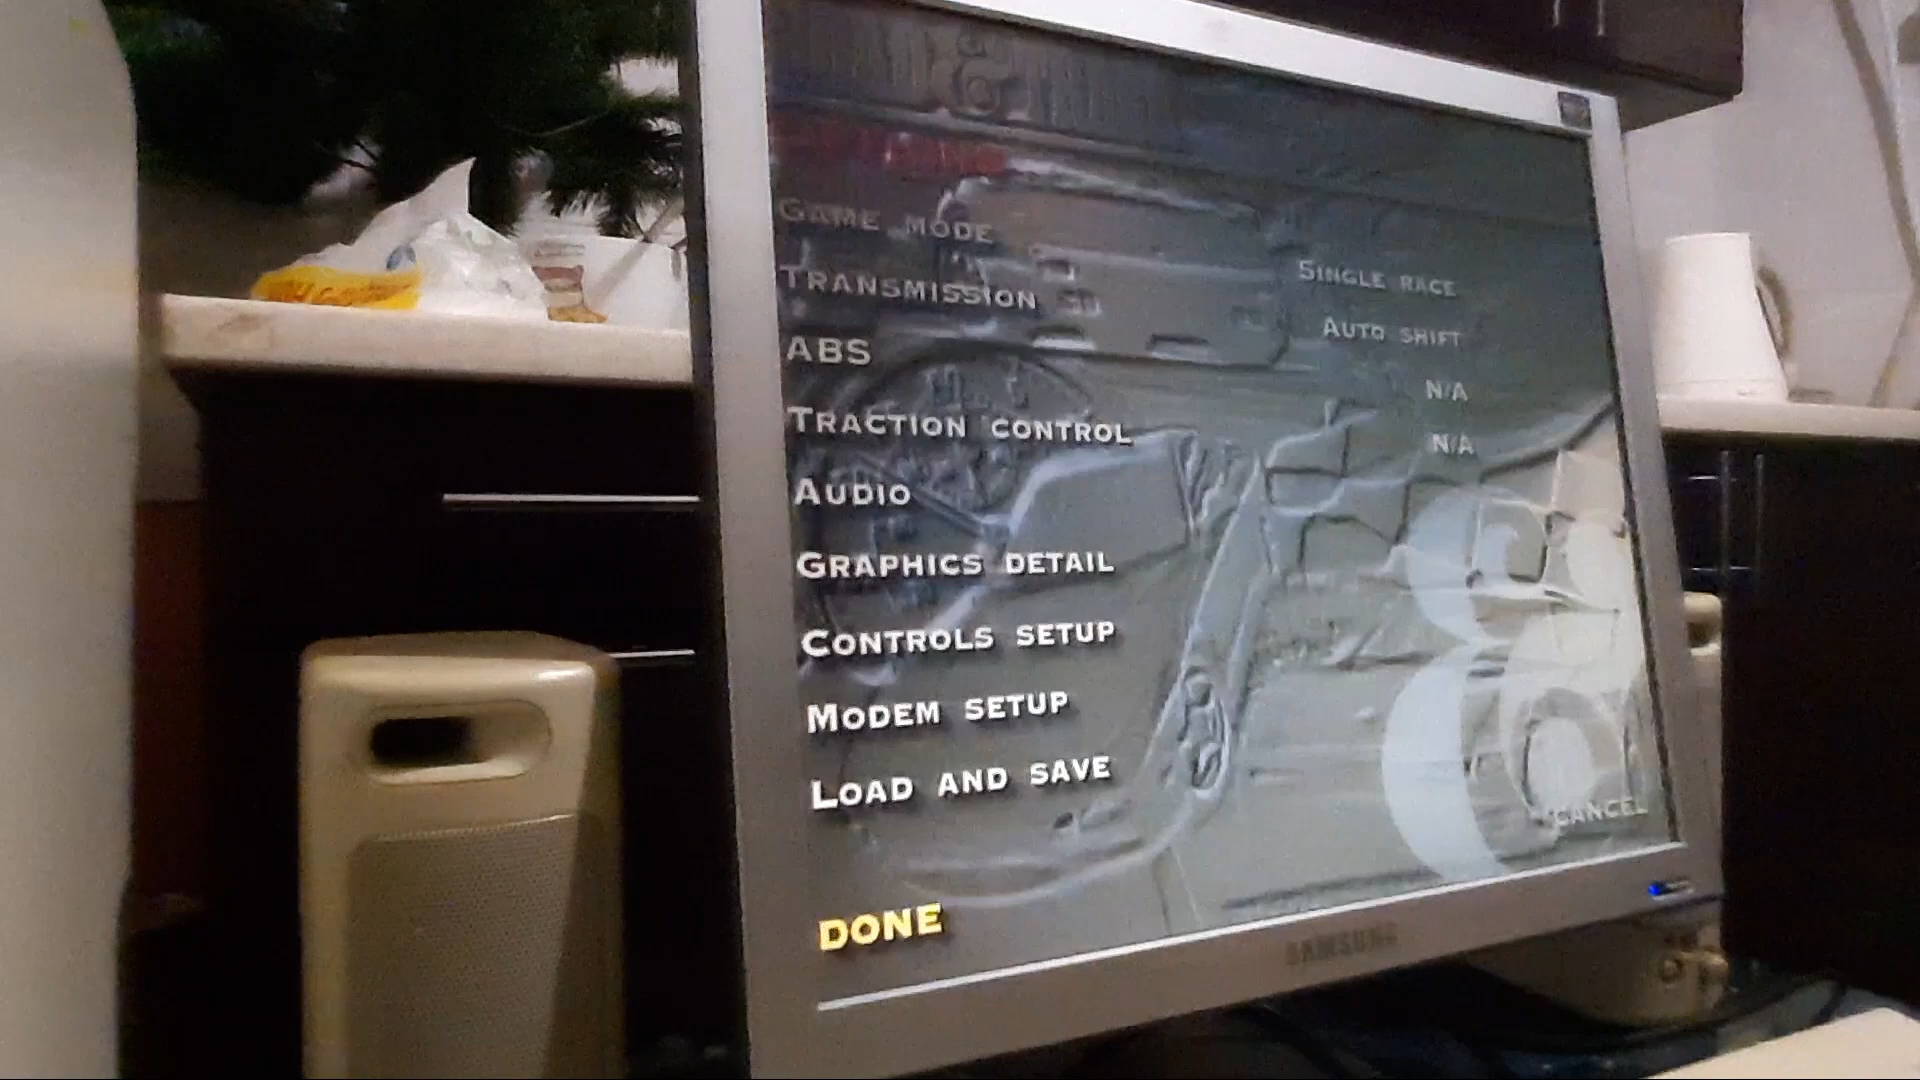 &
GAME MODE
SINGLE RACE
TRANSMISSION
AUTO SHIFT
ABS
N/A
TRACTION CONTROL
N/A
AUDIO
GRAPHICS DETAIL
CONTROLS SETUP
MODEM SETUP
LOAD AND SAVE
CANCEL
DONE
SAMSUNG